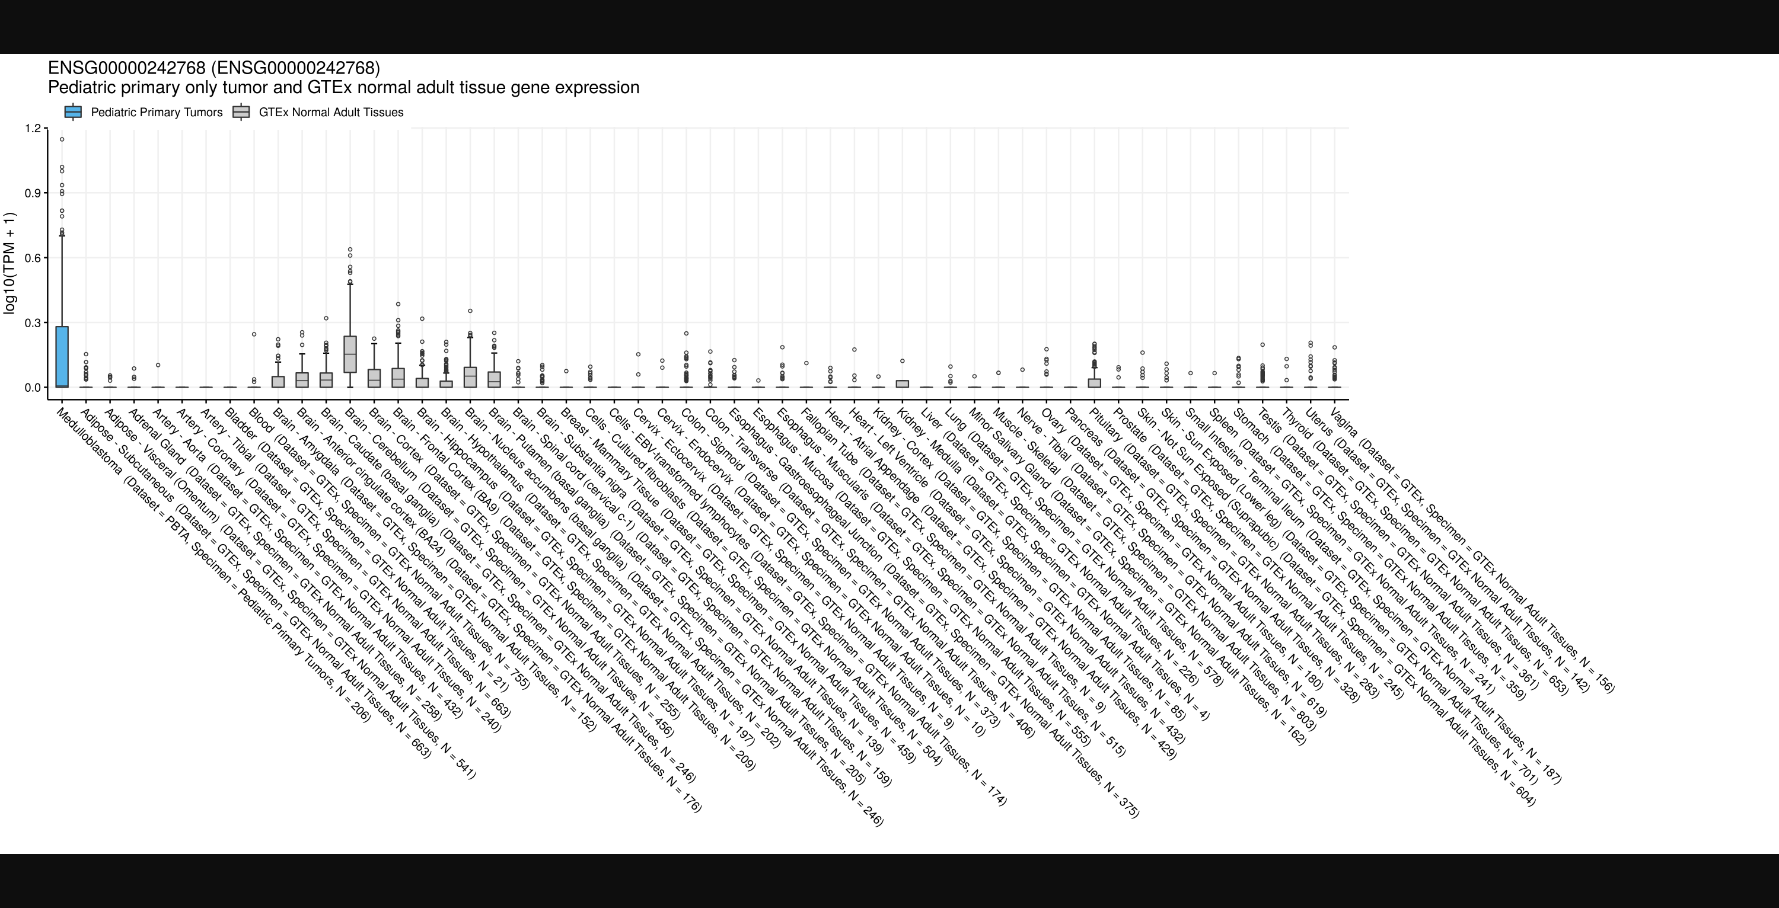 ENSG00000242768 (ENSG00000242768)
Pediatric primary only tumor and GTEx normal adult tissue gene expression
Pediatric Primary Tumors
GTEx Normal Adult Tissues
log10(TPM + 1)
1.2
0.9
0.6
0.3
0.0
Medulloblastoma (Dataset = PBTA, Specimen = Pediatric Primary Tumors, N = 206)
Adipose - Subcutaneous (Dataset = GTEx, Specimen = GTEx Normal Adult Tissues, N = 663)
Adipose - Visceral (Omentum) (Dataset = GTEx, Specimen = GTEx Normal Adult Tissues, N = 541)
Adrenal Gland (Dataset = GTEx, Specimen = GTEx Normal Adult Tissues, N = 258)
Artery - Aorta (Dataset = GTEx, Specimen = GTEx Normal Adult Tissues, N = 432)
Artery - Coronary (Dataset = GTEx, Specimen = GTEx Normal Adult Tissues, N = 240)
Artery - Tibial (Dataset = GTEx, Specimen = GTEx Normal Adult Tissues, N = 663)
Bladder (Dataset = GTEx, Specimen = GTEx Normal Adult Tissues, N = 21)
Blood (Dataset = GTEx, Specimen = GTEx Normal Adult Tissues, N = 755)
Brain - Amygdala (Dataset = GTEx, Specimen = GTEx Normal Adult Tissues, N = 152)
Brain - Anterior cingulate cortex (BA24) (Dataset = GTEx, Specimen = GTEx Normal Adult Tissues, N = 176)
Brain - Caudate (basal ganglia) (Dataset = GTEx, Specimen = GTEx Normal Adult Tissues, N = 246)
Brain - Cerebellum (Dataset = GTEx, Specimen = GTEx Normal Adult Tissues, N = 456)
Brain - Cortex (Dataset = GTEx, Specimen = GTEx Normal Adult Tissues, N = 255)
Brain - Frontal Cortex (BA9) (Dataset = GTEx, Specimen = GTEx Normal Adult Tissues, N = 209)
Brain - Hippocampus (Dataset = GTEx, Specimen = GTEx Normal Adult Tissues, N = 197)
Brain - Hypothalamus (Dataset = GTEx, Specimen = GTEx Normal Adult Tissues, N = 202)
Brain - Nucleus accumbens (basal ganglia) (Dataset = GTEx, Specimen = GTEx Normal Adult Tissues, N = 246)
Brain - Putamen (basal ganglia) (Dataset = GTEx, Specimen = GTEx Normal Adult Tissues, N = 205)
Brain - Spinal cord (cervical c-1) (Dataset = GTEx, Specimen = GTEx Normal Adult Tissues, N = 159)
Brain - Substantia nigra (Dataset = GTEx, Specimen = GTEx Normal Adult Tissues, N = 139)
Breast - Mammary Tissue (Dataset = GTEx, Specimen = GTEx Normal Adult Tissues, N = 459)
Cells - Cultured fibroblasts (Dataset = GTEx, Specimen = GTEx Normal Adult Tissues, N = 504)
Cells - EBV-transformed lymphocytes (Dataset = GTEx, Specimen = GTEx Normal Adult Tissues, N = 174)
Cervix - Ectocervix (Dataset = GTEx, Specimen = GTEx Normal Adult Tissues, N = 9)
Cervix - Endocervix (Dataset = GTEx, Specimen = GTEx Normal Adult Tissues, N = 10)
Colon - Sigmoid (Dataset = GTEx, Specimen = GTEx Normal Adult Tissues, N = 373)
Colon - Transverse (Dataset = GTEx, Specimen = GTEx Normal Adult Tissues, N = 406)
Esophagus - Gastroesophageal Junction (Dataset = GTEx, Specimen = GTEx Normal Adult Tissues, N = 375)
Esophagus - Mucosa (Dataset = GTEx, Specimen = GTEx Normal Adult Tissues, N = 555)
Esophagus - Muscularis (Dataset = GTEx, Specimen = GTEx Normal Adult Tissues, N = 515)
Fallopian Tube (Dataset = GTEx, Specimen = GTEx Normal Adult Tissues, N = 9)
Heart - Atrial Appendage (Dataset = GTEx, Specimen = GTEx Normal Adult Tissues, N = 429)
Heart - Left Ventricle (Dataset = GTEx, Specimen = GTEx Normal Adult Tissues, N = 432)
Kidney - Cortex (Dataset = GTEx, Specimen = GTEx Normal Adult Tissues, N = 85)
Kidney - Medulla (Dataset = GTEx, Specimen = GTEx Normal Adult Tissues, N = 4)
Liver (Dataset = GTEx, Specimen = GTEx Normal Adult Tissues, N = 226)
Lung (Dataset = GTEx, Specimen = GTEx Normal Adult Tissues, N = 578)
Minor Salivary Gland (Dataset = GTEx, Specimen = GTEx Normal Adult Tissues, N = 162)
Muscle - Skeletal (Dataset = GTEx, Specimen = GTEx Normal Adult Tissues, N = 803)
Nerve - Tibial (Dataset = GTEx, Specimen = GTEx Normal Adult Tissues, N = 619)
Ovary (Dataset = GTEx, Specimen = GTEx Normal Adult Tissues, N = 180)
Pancreas (Dataset = GTEx, Specimen = GTEx Normal Adult Tissues, N = 328)
Pituitary (Dataset = GTEx, Specimen = GTEx Normal Adult Tissues, N = 283)
Prostate (Dataset = GTEx, Specimen = GTEx Normal Adult Tissues, N = 245)
Skin - Not Sun Exposed (Suprapubic) (Dataset = GTEx, Specimen = GTEx Normal Adult Tissues, N = 604)
Skin - Sun Exposed (Lower leg) (Dataset = GTEx, Specimen = GTEx Normal Adult Tissues, N = 701)
Small Intestine - Terminal Ileum (Dataset = GTEx, Specimen = GTEx Normal Adult Tissues, N = 187)
Spleen (Dataset = GTEx, Specimen = GTEx Normal Adult Tissues, N = 241)
Stomach (Dataset = GTEx, Specimen = GTEx Normal Adult Tissues, N = 359)
Testis (Dataset = GTEx, Specimen = GTEx Normal Adult Tissues, N = 361)
Thyroid (Dataset = GTEx, Specimen = GTEx Normal Adult Tissues, N = 653)
Uterus (Dataset = GTEx, Specimen = GTEx Normal Adult Tissues, N = 142)
Vagina (Dataset = GTEx, Specimen = GTEx Normal Adult Tissues, N = 156)